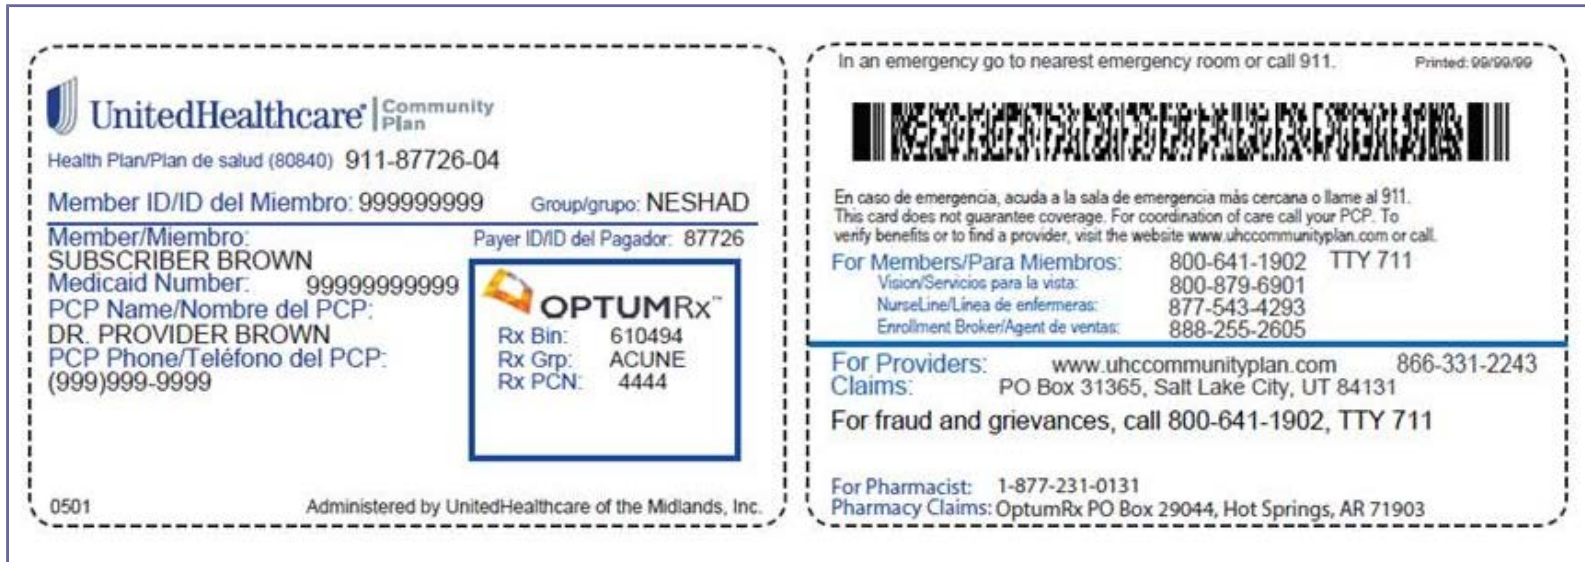 UnitedHealthcare® Community
Plan
Health Plan/Plan de salud (80840) 911-87726-04
Member ID/ID del Miembro: 999999999 Group/grupo: NESHAD
Member/Miembro: Payer ID/ID del Pagador: 87726
SUBSCRIBER BROWN
Medicaid Number: 99999999999
PCP Name/Nombre del PCP:
DR. PROVIDER BROWN
PCP Phone/Teléfono del PCP:
(999)999-9999
OPTUMRx™
Rx Bin: 610494
Rx Grp: ACUNE
Rx PCN: 4444
0501 Administered by UnitedHealthcare of the Midlands, Inc.
In an emergency go to nearest emergency room or call 911. Printed: 99/99/99
En caso de emergencia, acuda a la sala de emergencia más cercana o llame al 911.
This card does not guarantee coverage. For coordination of care call your PCP. To
verify benefits or to find a provider, visit the website www.uhccommunityplan.com or call.
For Members/Para Miembros: 800-641-1902 TTY 711
Vision/Servicios para la vista: 800-879-6901
NurseLine/Línea de enfermeras: 877-543-4293
Enrollment Broker/Agent de ventas: 888-255-2605
For Providers: www.uhccommunityplan.com 866-331-2243
Claims: PO Box 31365, Salt Lake City, UT 84131
For fraud and grievances, call 800-641-1902, TTY 711
For Pharmacist: 1-877-231-0131
Pharmacy Claims: OptumRx PO Box 29044, Hot Springs, AR 71903